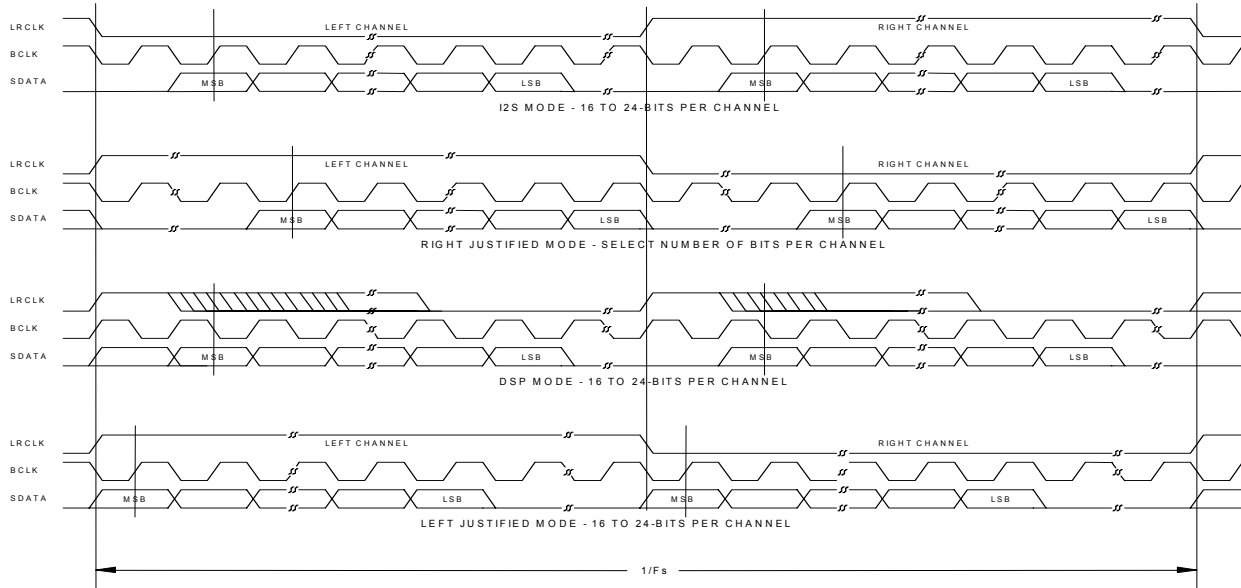 LRCLK LEFT CHANNEL RIGHT CHANNEL
BCLK
SDATA MSB LSB MSB LSB
I2S MODE - 16 TO 24-BITS PER CHANNEL
LRCLK LEFT CHANNEL RIGHT CHANNEL
BCLK
SDATA MSB LSB MSB LSB
RIGHT JUSTIFIED MODE - SELECT NUMBER OF BITS PER CHANNEL
LRCLK
BCLK
SDATA MSB LSB MSB LSB
DSP MODE - 16 TO 24-BITS PER CHANNEL
LRCLK LEFT CHANNEL RIGHT CHANNEL
BCLK
SDATA MSB LSB MSB LSB
LEFT JUSTIFIED MODE - 16 TO 24-BITS PER CHANNEL
1/Fs